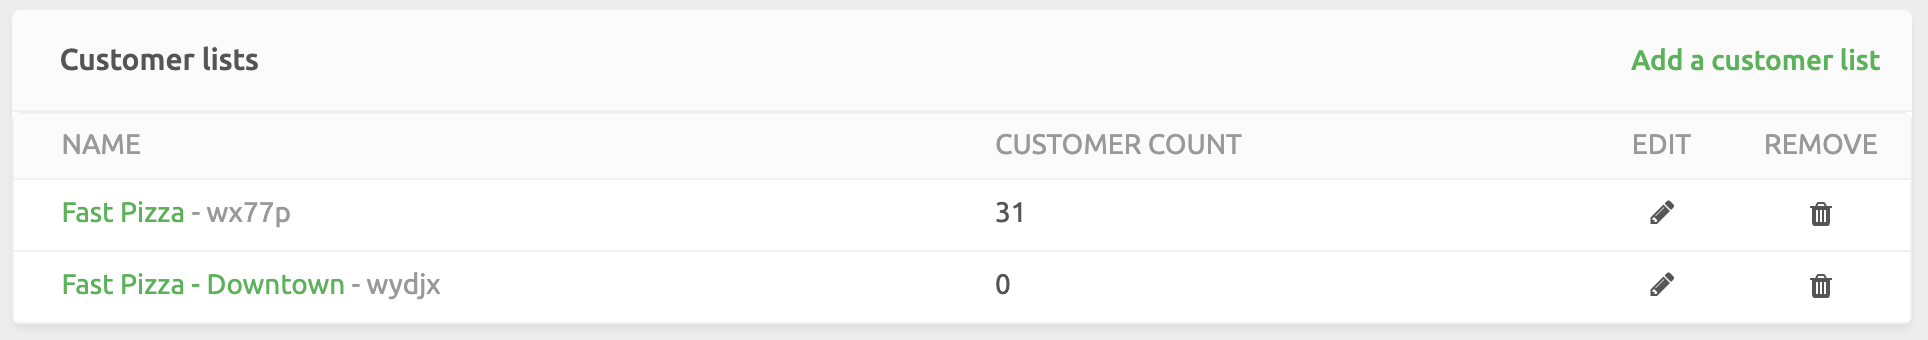 Customer lists Add a customer list
NAME CUSTOMER COUNT EDIT REMOVE
Fast Pizza - wx77p 31
Fast Pizza - Downtown - wydjx 0